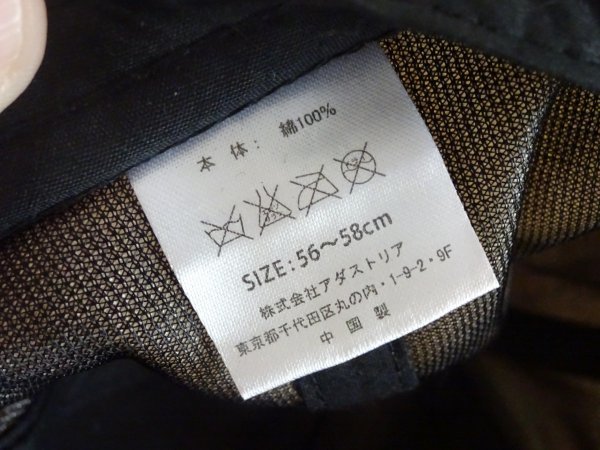 本体: 綿100%
SIZE:56～58cm
株式会社アダストリア
東京都千代田区丸の内・1-9-2・9F
中国製